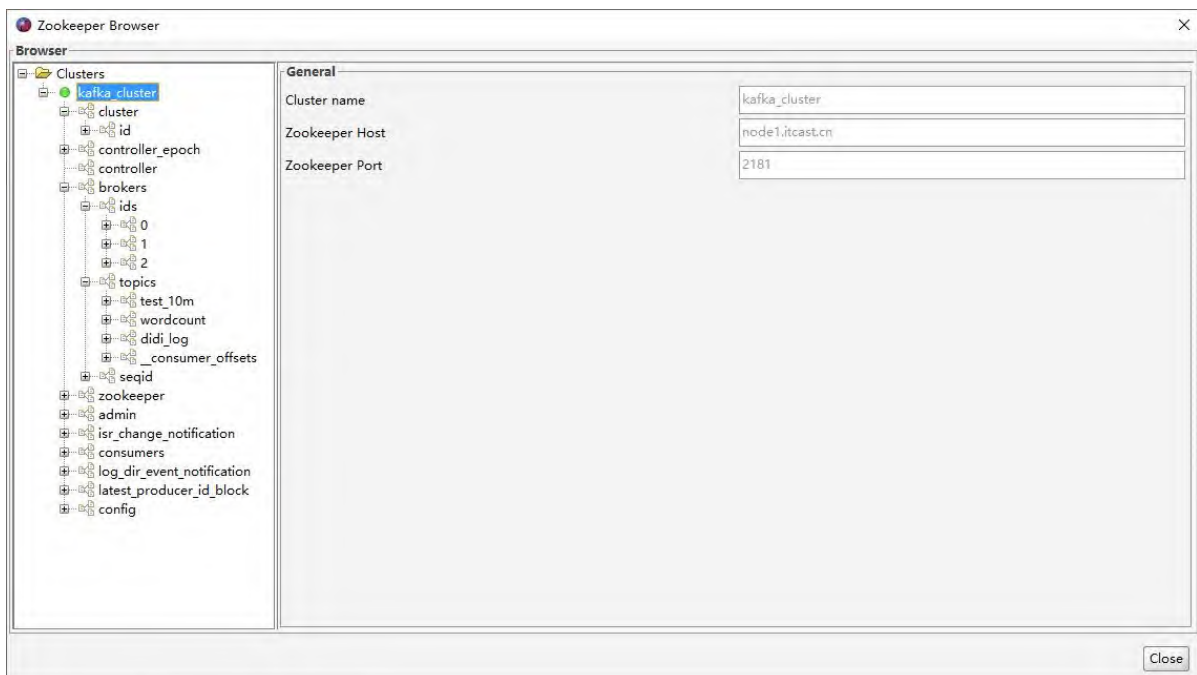 Zookeeper Browser
Browser
Clusters
kafka_cluster
cluster
id
controller_epoch
controller
brokers
ids
0
1
2
topics
test_10m
wordcount
didi_log
__consumer_offsets
seqid
zookeeper
admin
isr_change_notification
consumers
log_dir_event_notification
latest_producer_id_block
config
General
Cluster name kafka_cluster
Zookeeper Host node1.itcast.cn
Zookeeper Port 2181
Close